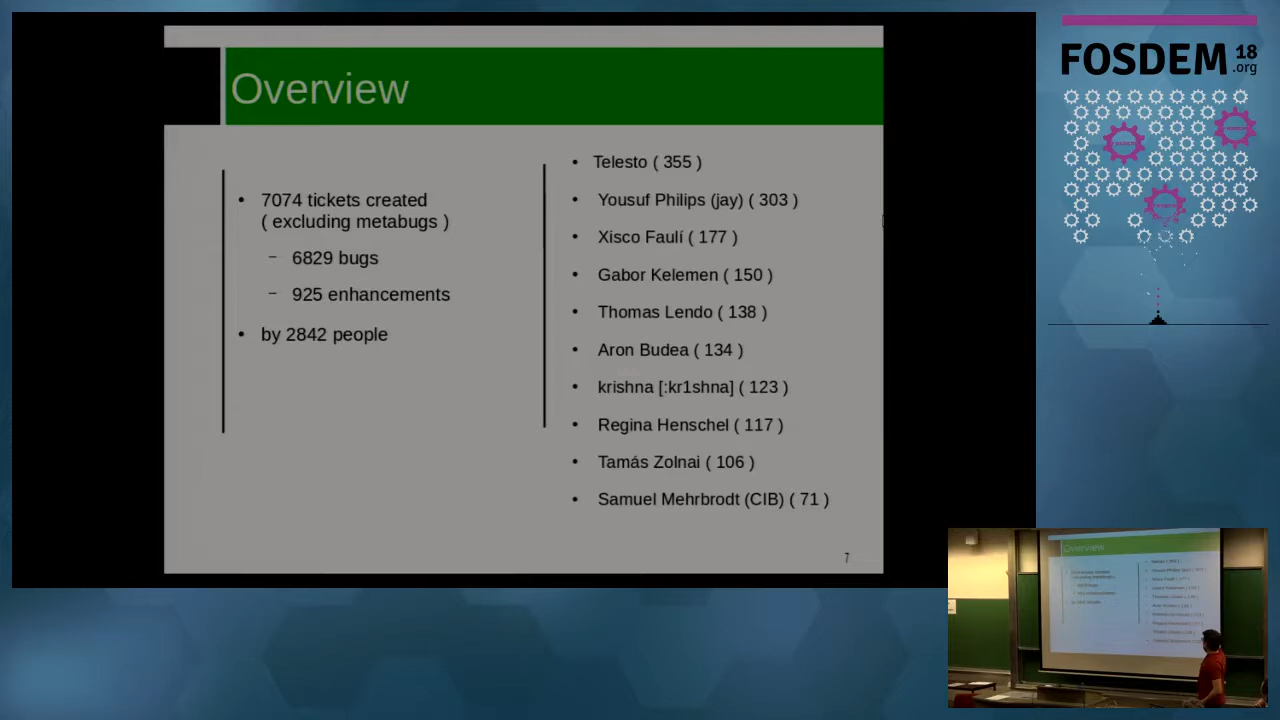 Overview
7074 tickets created
( excluding metabugs )
6829 bugs
925 enhancements
by 2842 people
Telesto ( 355 )
Yousuf Philips (jay) ( 303 )
Xisco Faulí ( 177 )
Gabor Kelemen ( 150 )
Thomas Lendo ( 138 )
Aron Budea ( 134 )
krishna [:kr1shna] ( 123 )
Regina Henschel ( 117 )
Tamás Zolnai ( 106 )
Samuel Mehrbrodt (CIB) ( 71 )
7
FOSDEM 18
.org
Overview